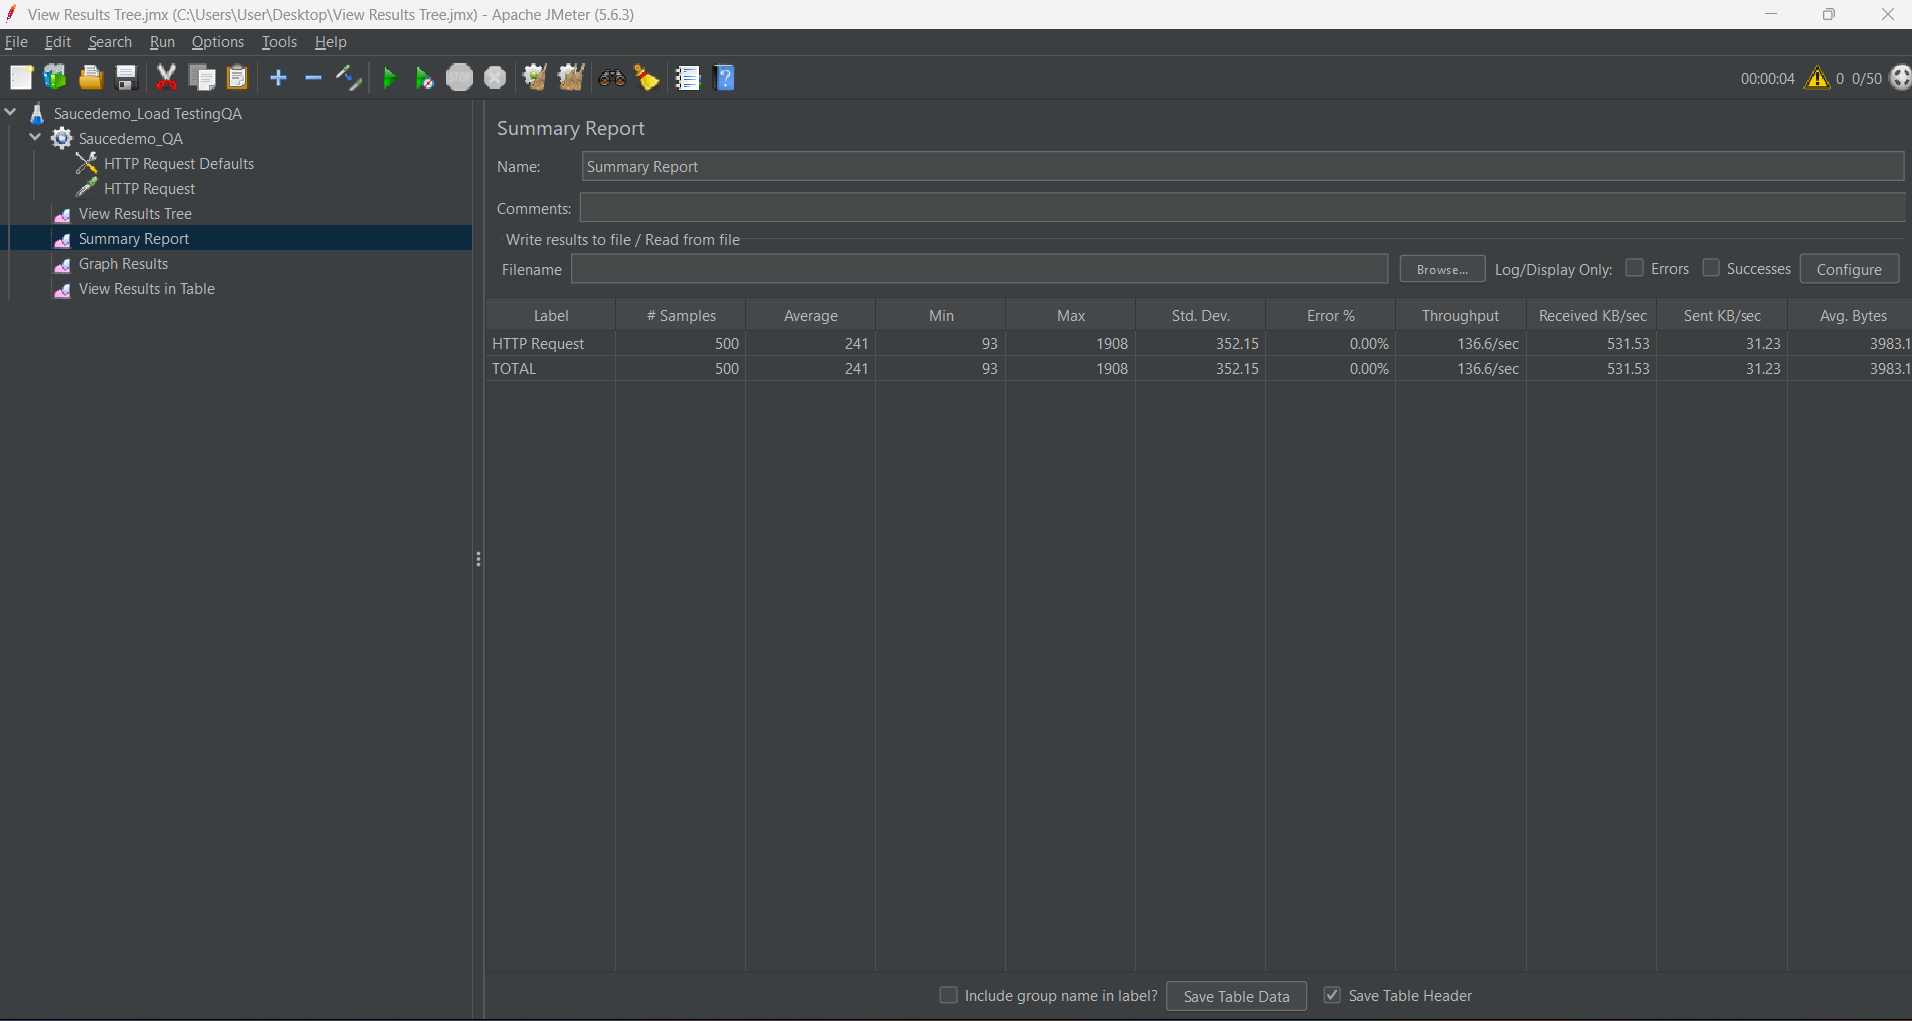 View Results Tree.jmx (C:\Users\User\Desktop\View Results Tree.jmx) - Apache JMeter (5.6.3)
File Edit Search Run Options Tools Help
STOP ? 00:00:04 0 0/50
Saucedemo_Load TestingQA
Saucedemo_QA
HTTP Request Defaults
HTTP Request
View Results Tree
Summary Report
Graph Results
View Results in Table
Summary Report
Name: Summary Report
Comments:
Write results to file / Read from file
Filename Browse... Log/Display Only: Errors Successes Configure
Label # Samples Average Min Max Std. Dev. Error % Throughput Received KB/sec Sent KB/sec Avg. Bytes
HTTP Request 500 241 93 1908 352.15 0.00% 136.6/sec 531.53 31.23 3983.1
TOTAL 500 241 93 1908 352.15 0.00% 136.6/sec 531.53 31.23 3983.1
Include group name in label? Save Table Data Save Table Header